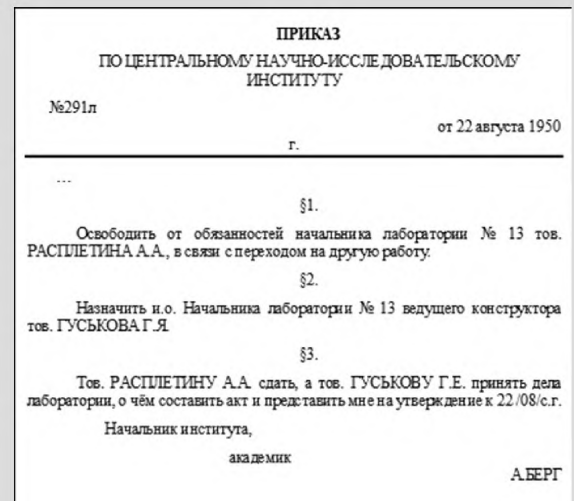 ПРИКАЗ
ПО ЦЕНТРАЛЬНОМУ НАУЧНО-ИССЛЕДОВАТЕЛЬСКОМУ
ИНСТИТУТУ
№291л
от 22 августа 1950
г.
...
§1.
Освободить от обязанностей начальника лаборатории № 13 тов.
РАСПЛЕТИНА А.А., в связи с переходом на другую работу.
§2.
Назначить и.о. Начальника лаборатории № 13 ведущего конструктора
тов. ГУСЬКОВА Г.Я.
§3.
Тов. РАСПЛЕТИНУ А.А. сдать, а тов. ГУСЬКОВУ Г.Е. принять дела
лаборатории, о чём составить акт и представить мне на утверждение к 22/08/с.г.
Начальник института,
академик
А.БЕРГ